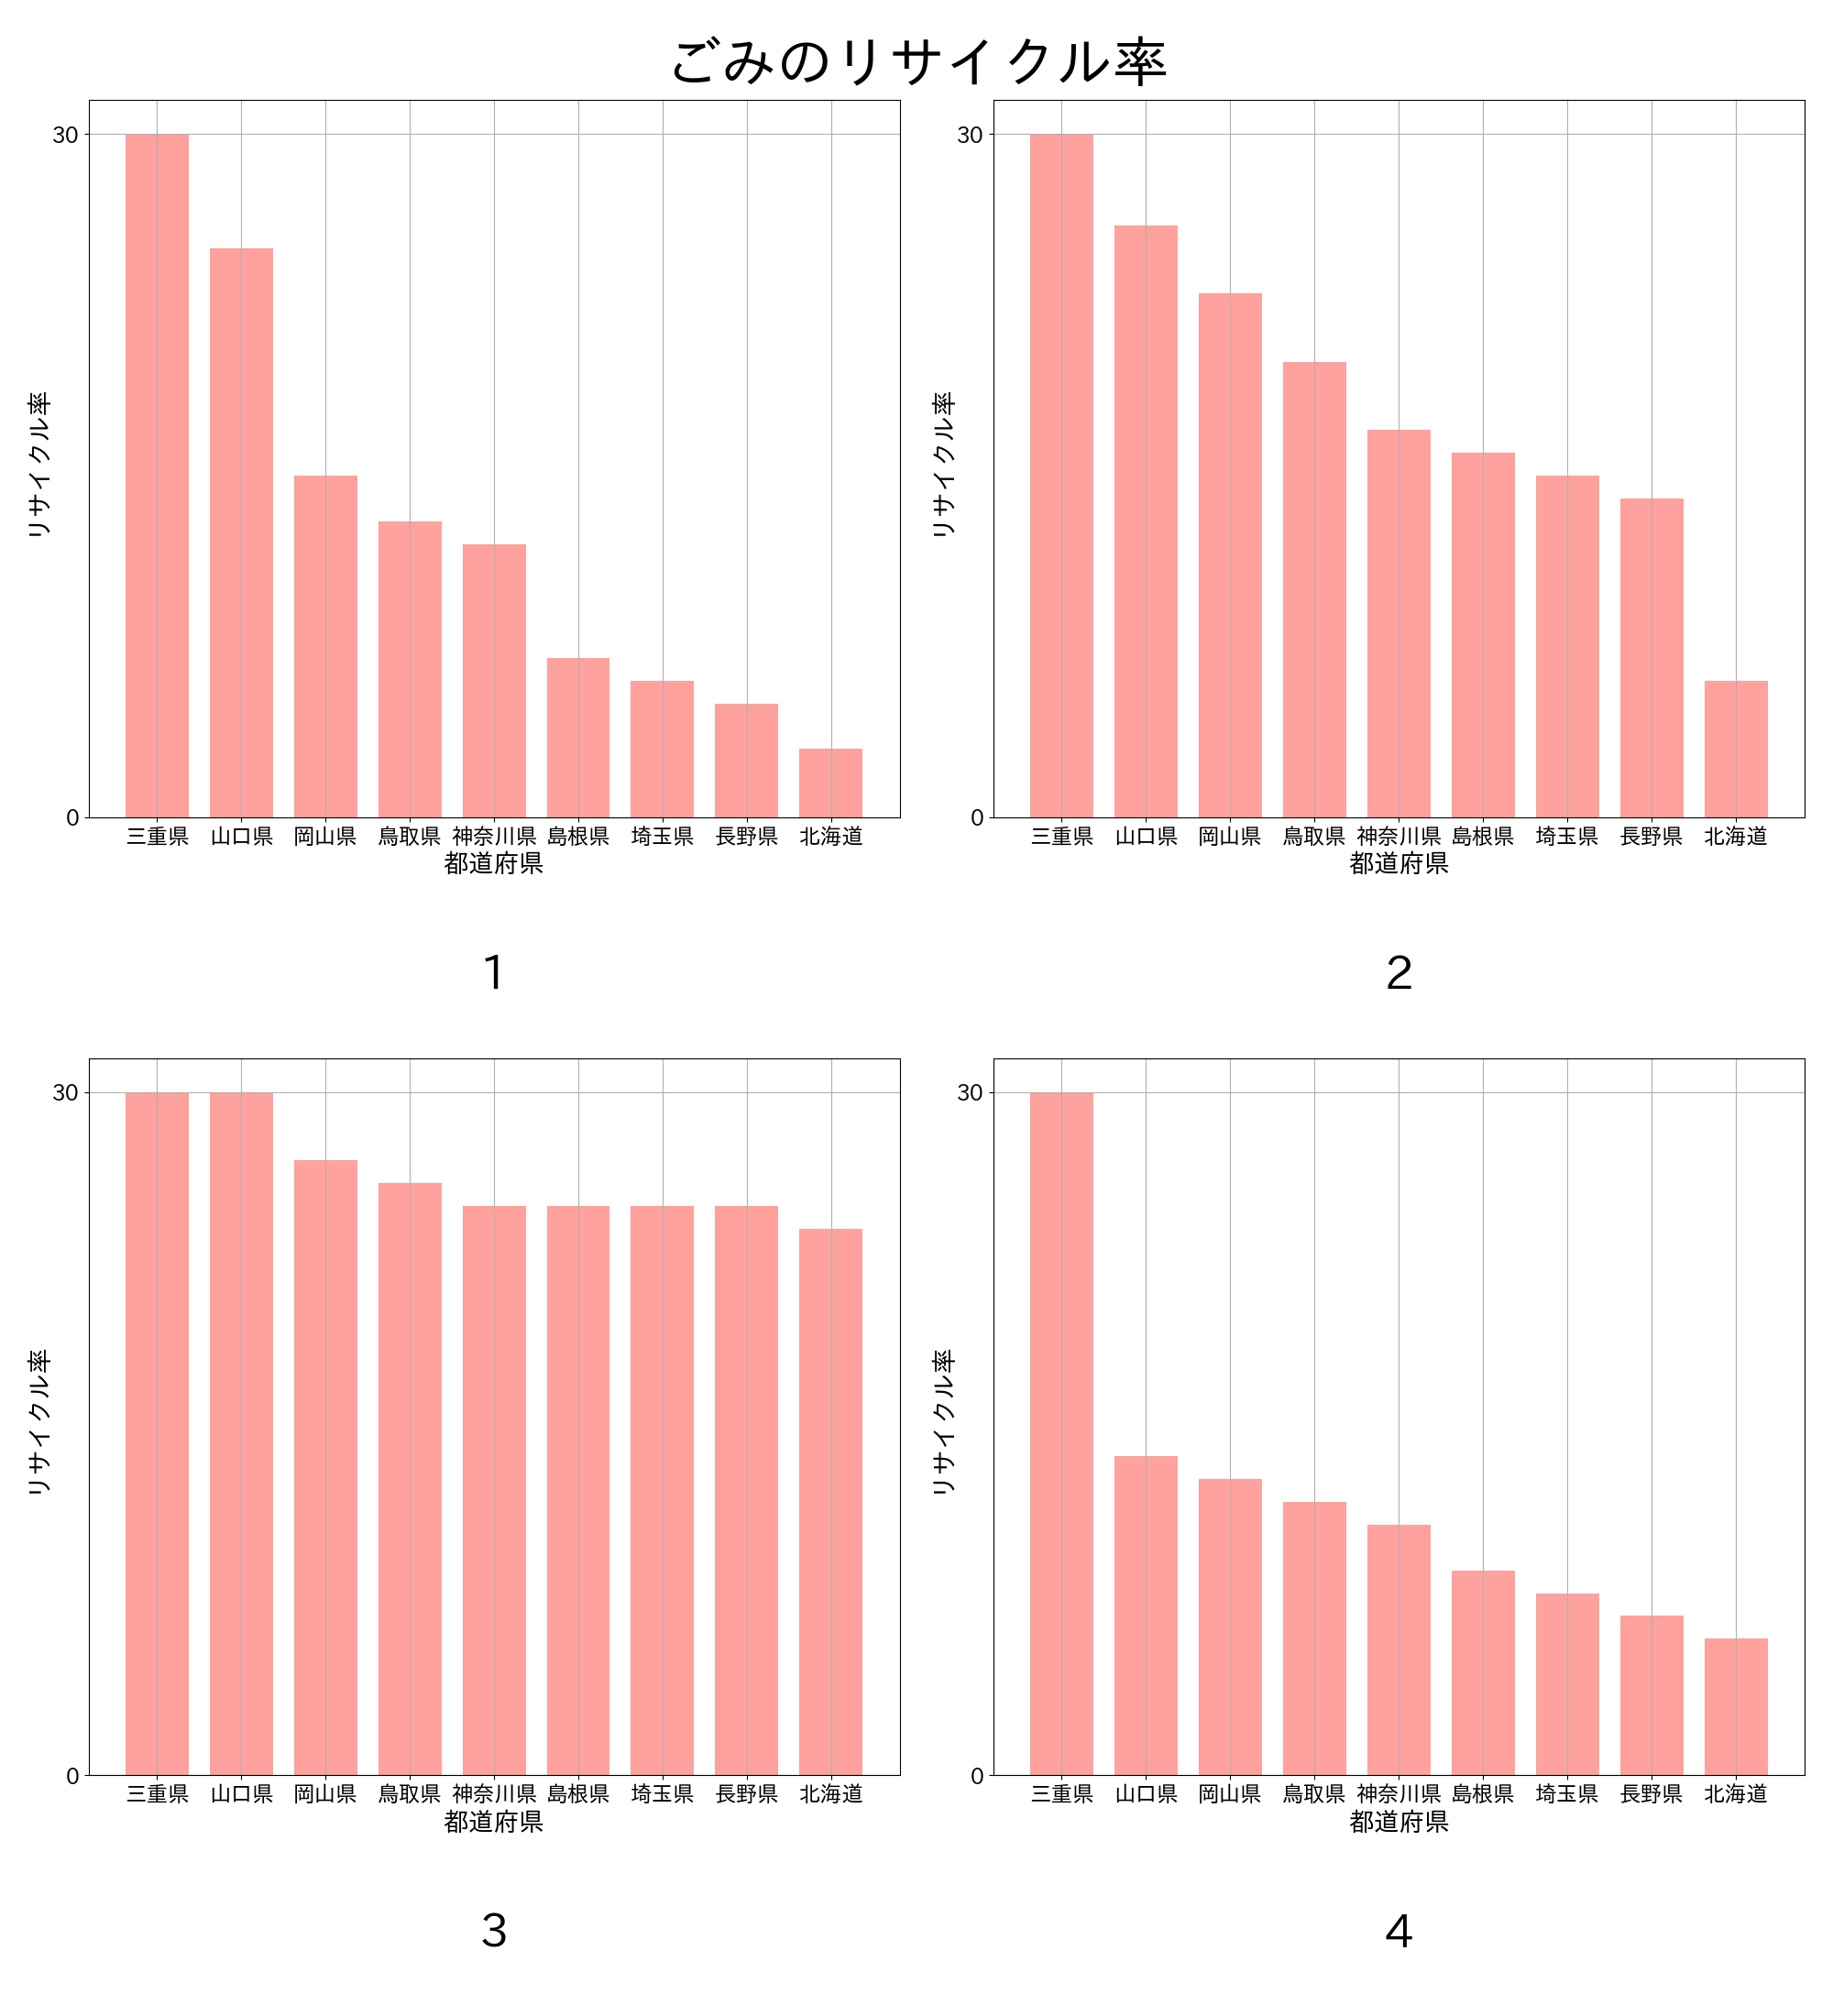 ごみのリサイクル率
30
0
リサイクル率
三重県 山口県 岡山県 鳥取県 神奈川県 島根県 埼玉県 長野県 北海道
都道府県
1
30
0
リサイクル率
三重県 山口県 岡山県 鳥取県 神奈川県 島根県 埼玉県 長野県 北海道
都道府県
2
30
0
リサイクル率
三重県 山口県 岡山県 鳥取県 神奈川県 島根県 埼玉県 長野県 北海道
都道府県
3
30
0
リサイクル率
三重県 山口県 岡山県 鳥取県 神奈川県 島根県 埼玉県 長野県 北海道
都道府県
4